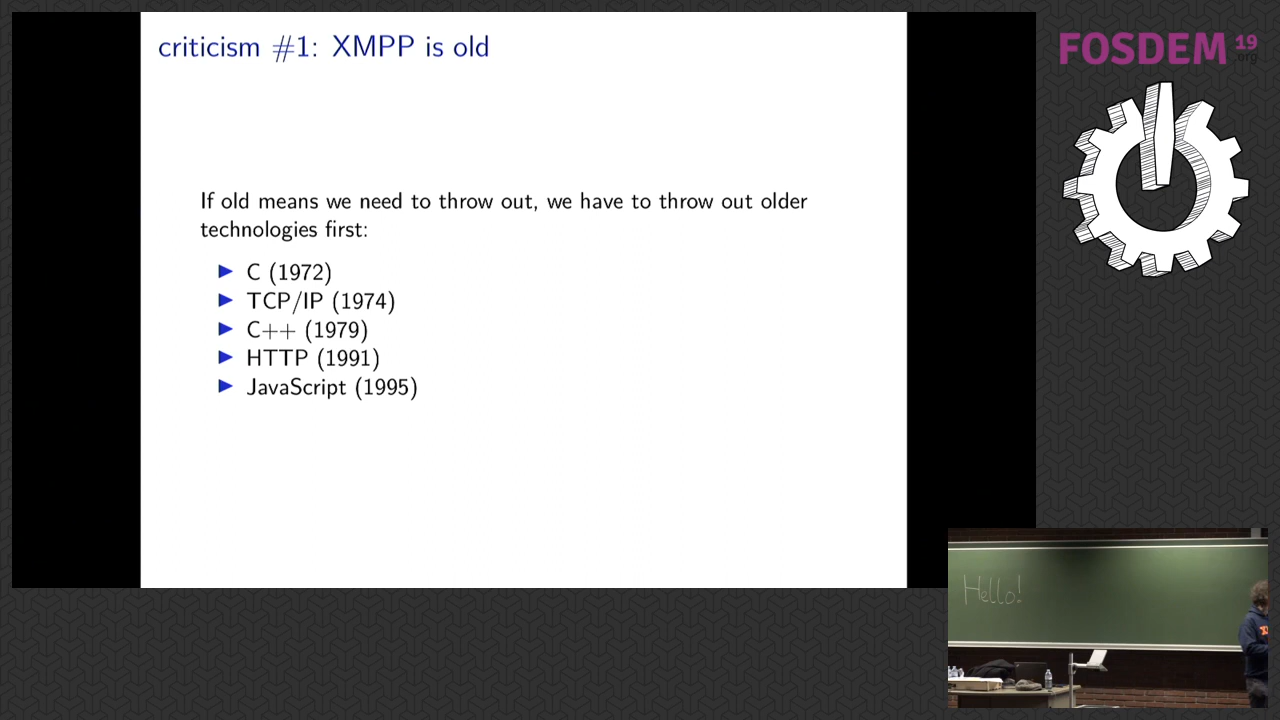 criticism #1: XMPP is old
If old means we need to throw out, we have to throw out older
technologies first:
▶ C (1972)
▶ TCP/IP (1974)
▶ C++ (1979)
▶ HTTP (1991)
▶ JavaScript (1995)
FOSDEM 19
.org
Hello!